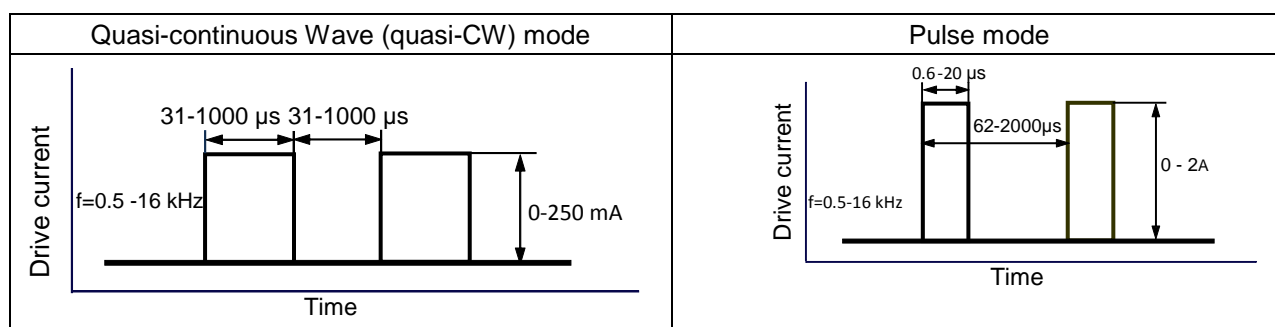 Quasi-continuous Wave (quasi-CW) mode
Drive current
31-1000 µs 31-1000 µs
f=0.5 -16 kHz
0-250 mA
Time
Pulse mode
Drive current
0.6-20 µs
62-2000µs
0 - 2A
f=0.5-16 kHz
Time